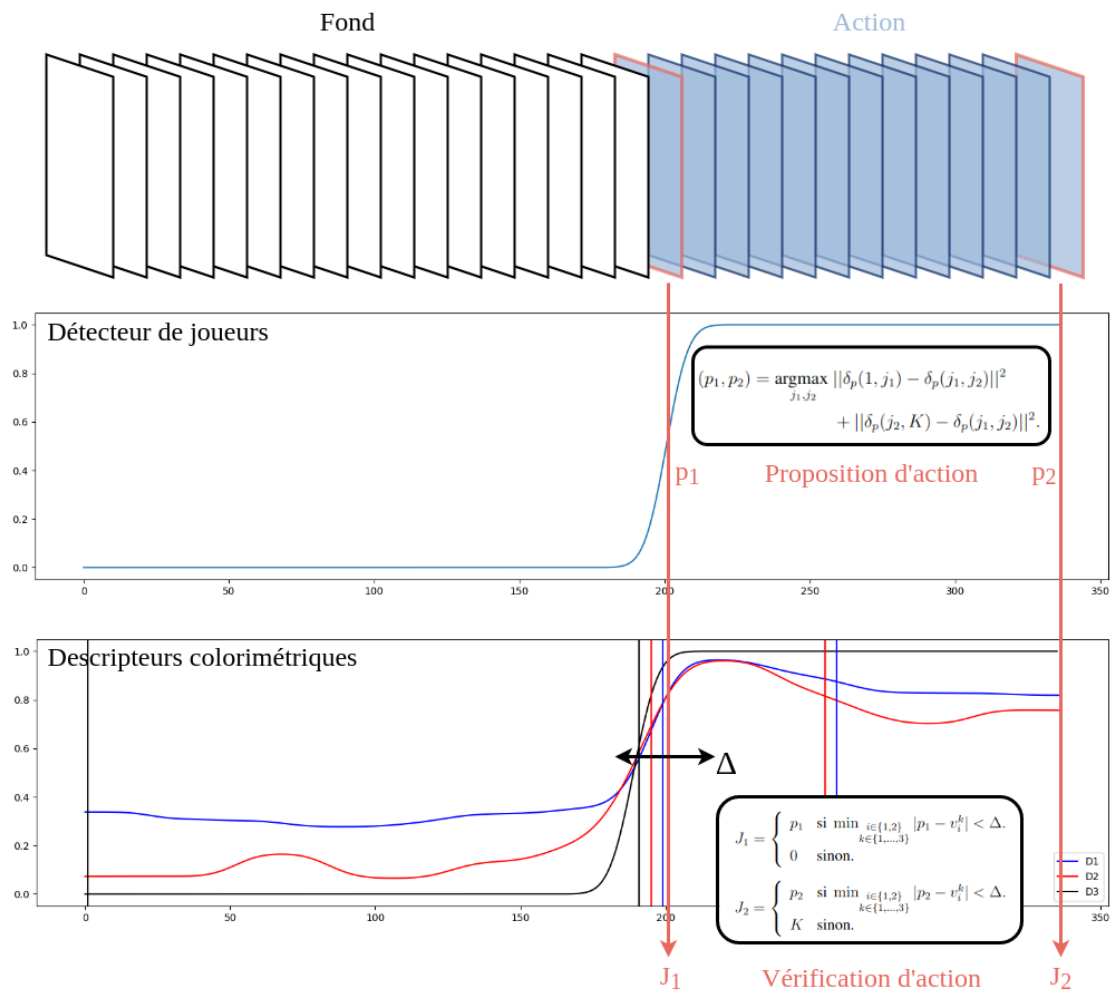 Fond
Action
Détecteur de joueurs
1.0
0.8
0.6
0.4
0.2
0.0
(p₁, p₂) = argmax ||δₚ(1, j₁) − δₚ(j₁, j₂)||²
j₁,j₂
+ ||δₚ(j₂, K) − δₚ(j₁, j₂)||².
p₁ Proposition d'action p₂
0 50 100 150 200 250 300 350
Descripteurs colorimétriques
1.0
0.8
0.6
0.4
0.2
0.0
Δ
J₁ = { p₁ si min i∈{1,2} |p₁ − vᵢᵏ| < Δ.
k∈{1,...,3}
0 sinon.
J₂ = { p₂ si min i∈{1,2} |p₂ − vᵢᵏ| < Δ.
k∈{1,...,3}
K sinon.
D1
D2
D3
0 50 100 150 200 250 300 350
J₁ Vérification d'action J₂